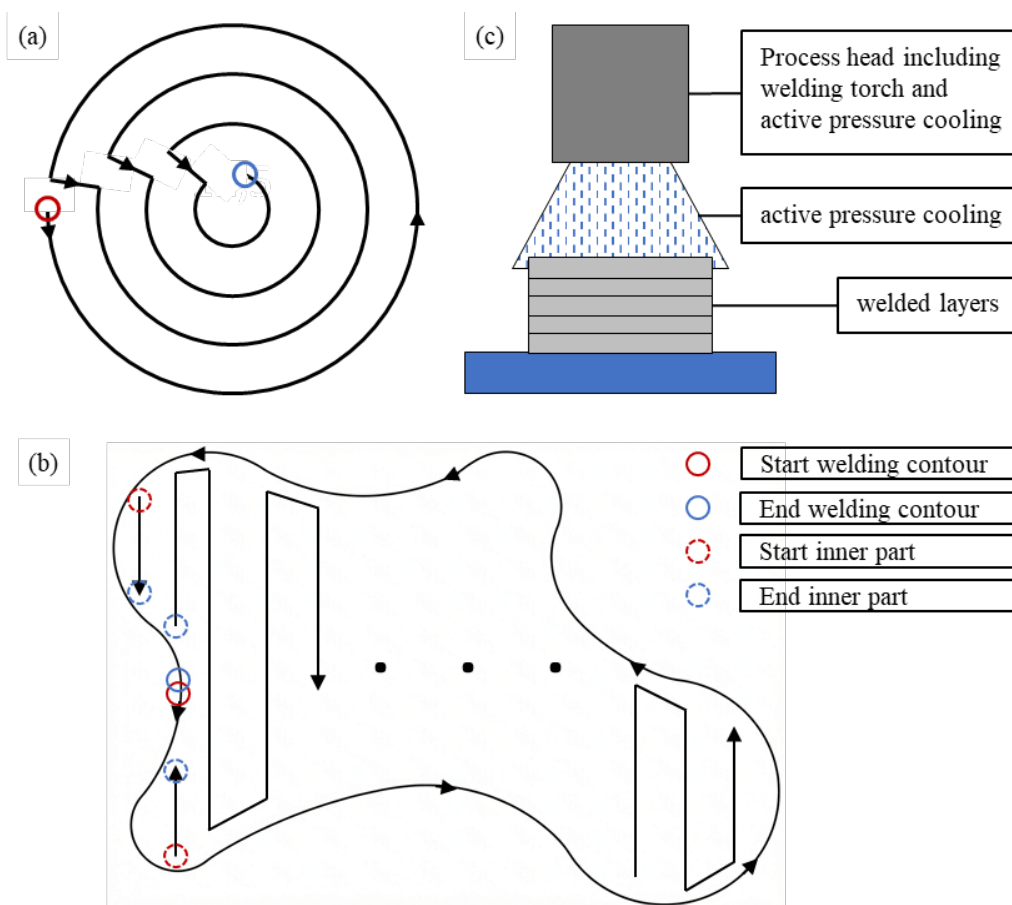 (a)
(c)
Process head including
welding torch and
active pressure cooling
active pressure cooling
welded layers
(b)
Start welding contour
End welding contour
Start inner part
End inner part